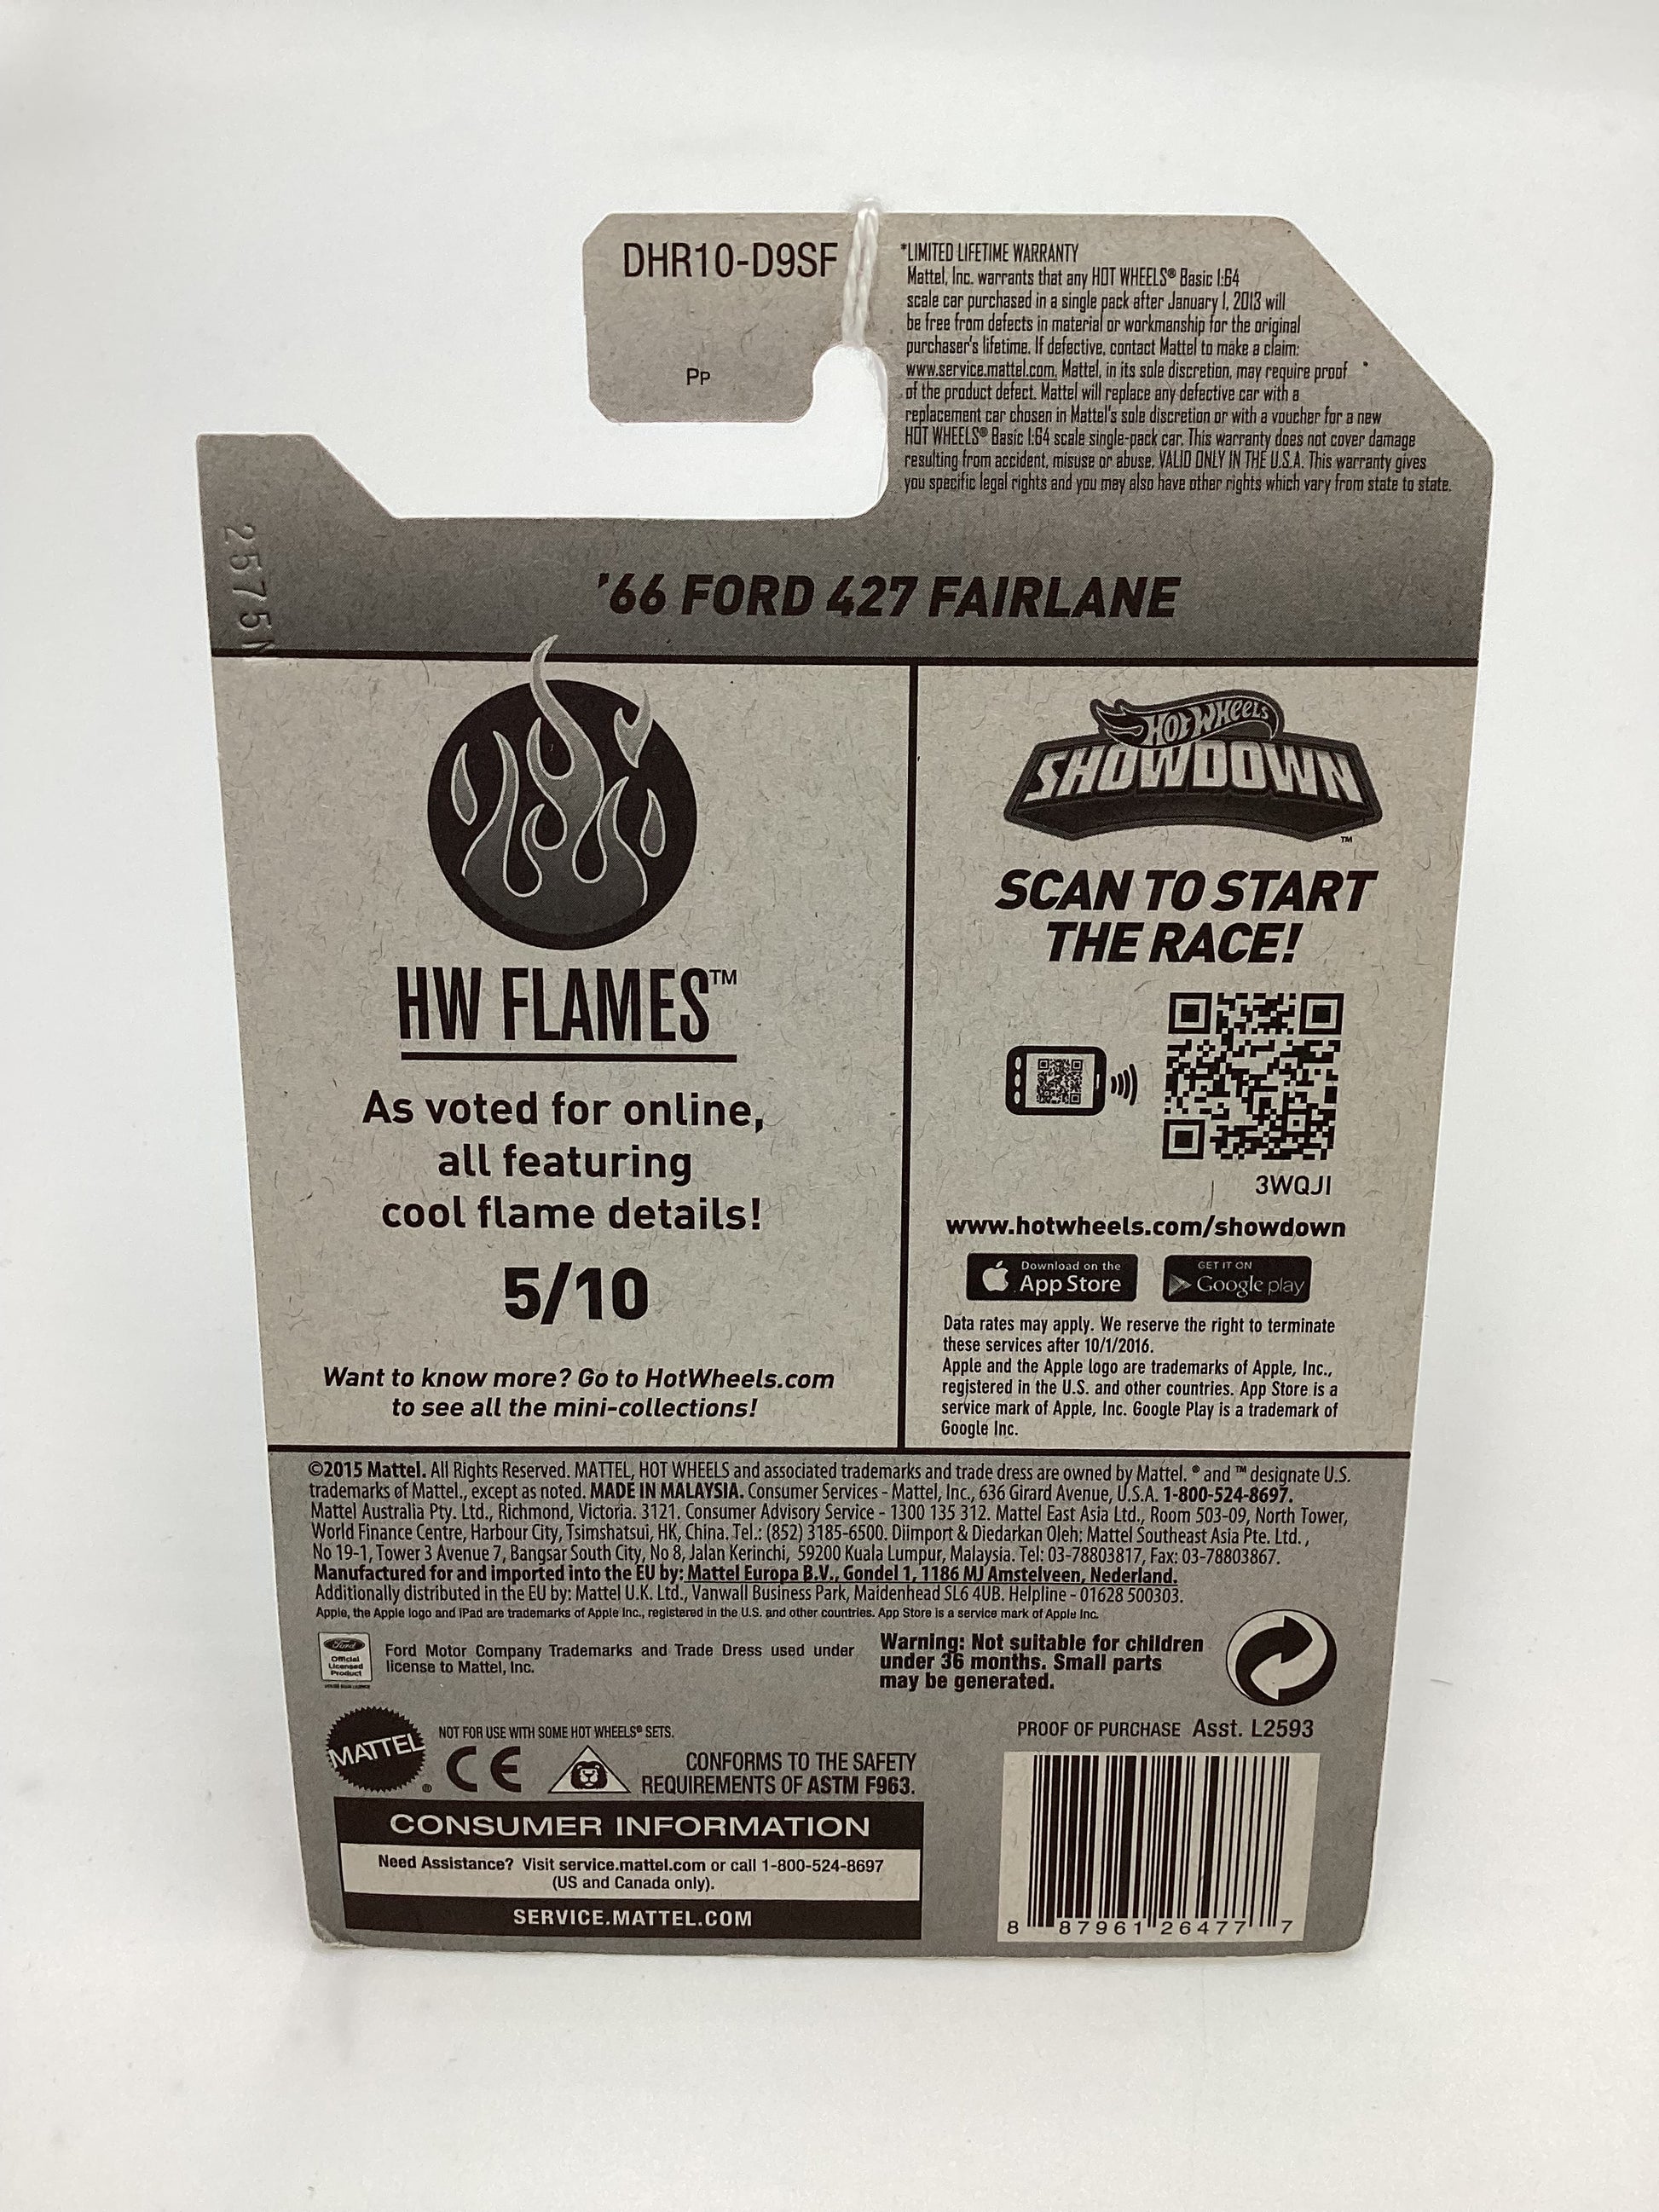 DHR10-D9SF
Pp
*LIMITED LIFETIME WARRANTY
Mattel, Inc. warrants that any HOT WHEELS® Basic 1:64
scale car purchased in a single pack after January 1, 2013 will
be free from defects in material or workmanship for the original
purchaser's lifetime. If defective, contact Mattel to make a claim:
www.service.mattel.com. Mattel, in its sole discretion, may require proof
of the product defect. Mattel will replace any defective car with a
replacement car chosen in Mattel's sole discretion or with a voucher for a new
HOT WHEELS® Basic 1:64 scale single-pack car. This warranty does not cover damage
resulting from accident, misuse or abuse. VALID ONLY IN THE U.S.A. This warranty gives
you specific legal rights and you may also have other rights which vary from state to state.
2575
'66 FORD 427 FAIRLANE
HW FLAMES™
As voted for online,
all featuring
cool flame details!
5/10
Want to know more? Go to HotWheels.com
to see all the mini-collections!
HOT WHEELS
SHOWDOWN
™
SCAN TO START
THE RACE!
3WQJI
www.hotwheels.com/showdown
Download on the
App Store
GET IT ON
Google play
Data rates may apply. We reserve the right to terminate
these services after 10/1/2016.
Apple and the Apple logo are trademarks of Apple, Inc.,
registered in the U.S. and other countries. App Store is a
service mark of Apple, Inc. Google Play is a trademark of
Google Inc.
©2015 Mattel. All Rights Reserved. MATTEL, HOT WHEELS and associated trademarks and trade dress are owned by Mattel. ® and ™ designate U.S.
trademarks of Mattel., except as noted. MADE IN MALAYSIA. Consumer Services - Mattel, Inc., 636 Girard Avenue, U.S.A. 1-800-524-8697.
Mattel Australia Pty. Ltd., Richmond, Victoria. 3121. Consumer Advisory Service - 1300 135 312. Mattel East Asia Ltd., Room 503-09, North Tower,
World Finance Centre, Harbour City, Tsimshatsui, HK, China. Tel.: (852) 3185-6500. Diimport & Diedarkan Oleh: Mattel Southeast Asia Pte. Ltd.,
No 19-1, Tower 3 Avenue 7, Bangsar South City, No 8, Jalan Kerinchi, 59200 Kuala Lumpur, Malaysia. Tel: 03-78803817, Fax: 03-78803867.
Manufactured for and imported into the EU by: Mattel Europa B.V., Gondel 1, 1186 MJ Amstelveen, Nederland.
Additionally distributed in the EU by: Mattel U.K. Ltd., Vanwall Business Park, Maidenhead SL6 4UB. Helpline - 01628 500303.
Apple, the Apple logo and iPad are trademarks of Apple Inc., registered in the U.S. and other countries. App Store is a service mark of Apple Inc.
Ford
Official
Licensed
Product
Ford Motor Company Trademarks and Trade Dress used under
license to Mattel, Inc.
Warning: Not suitable for children
under 36 months. Small parts
may be generated.
MATTEL®
NOT FOR USE WITH SOME HOT WHEELS® SETS.
CE
CONFORMS TO THE SAFETY
REQUIREMENTS OF ASTM F963.
PROOF OF PURCHASE Asst. L2593
CONSUMER INFORMATION
Need Assistance? Visit service.mattel.com or call 1-800-524-8697
(US and Canada only).
SERVICE.MATTEL.COM
8 87961 26477 7